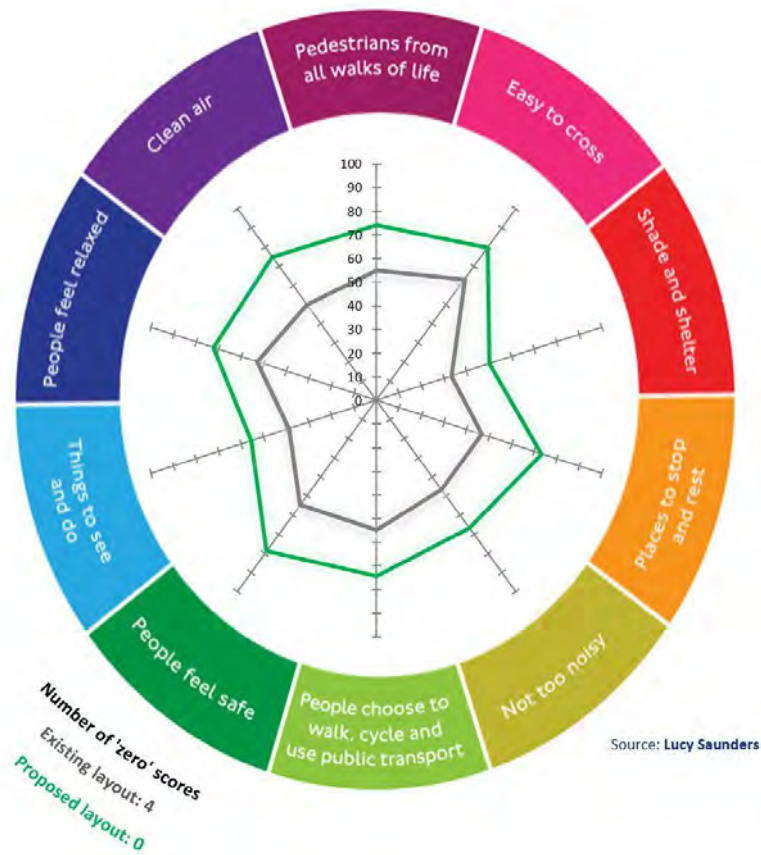 Pedestrians from
all walks of life
Easy to cross
Shade and shelter
Places to stop
and rest
Not too noisy
People choose to
walk, cycle and
use public transport
People feel safe
Things to see
and do
People feel relaxed
Clean air
100
90
80
70
60
50
40
30
20
10
0
Number of 'zero' scores
Existing layout: 4
Proposed layout: 0
Source: Lucy Saunders